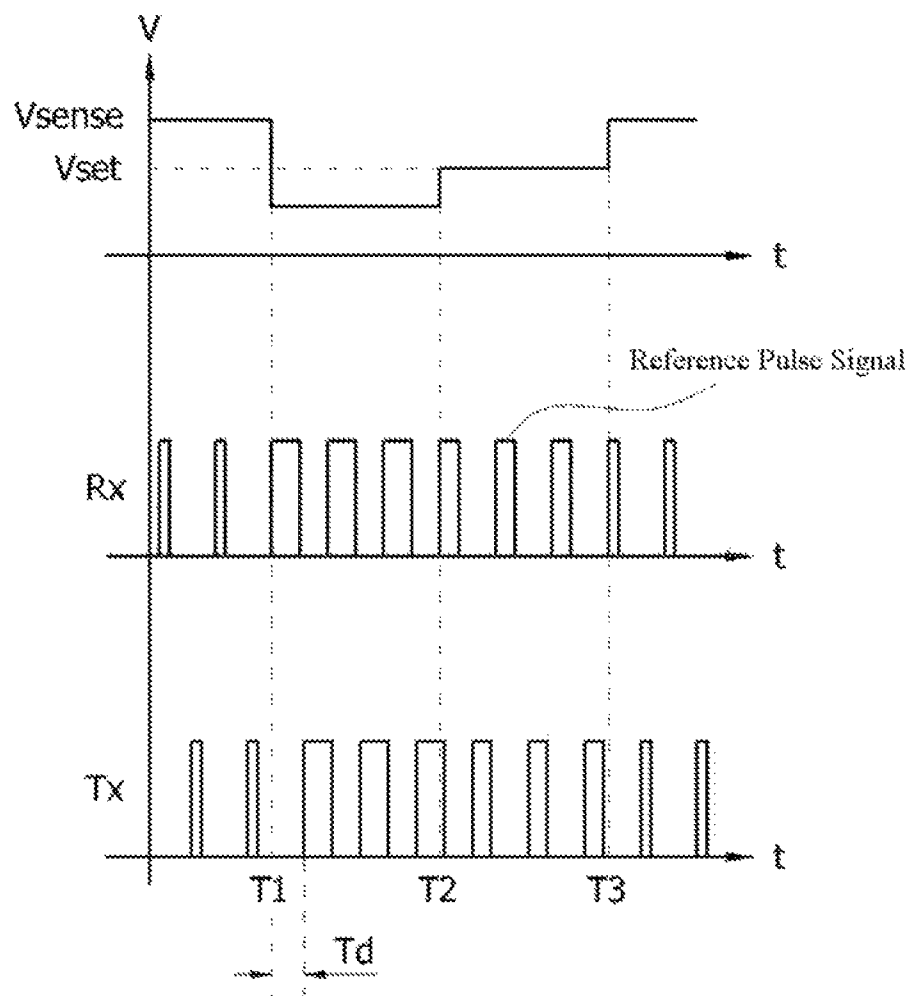 V
Vsense
Vset
t
Reference Pulse Signal
Rx
t
Tx
t
T1 T2 T3
Td